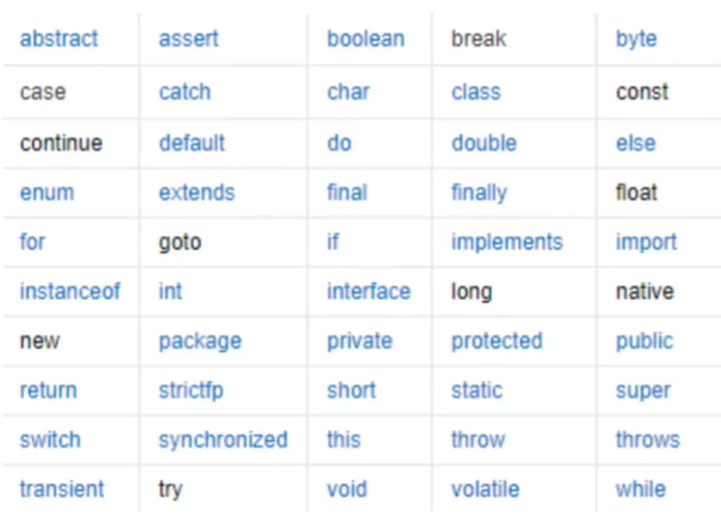 abstract assert boolean break byte
case catch char class const
continue default do double else
enum extends final finally float
for goto if implements import
instanceof int interface long native
new package private protected public
return strictfp short static super
switch synchronized this throw throws
transient try void volatile while